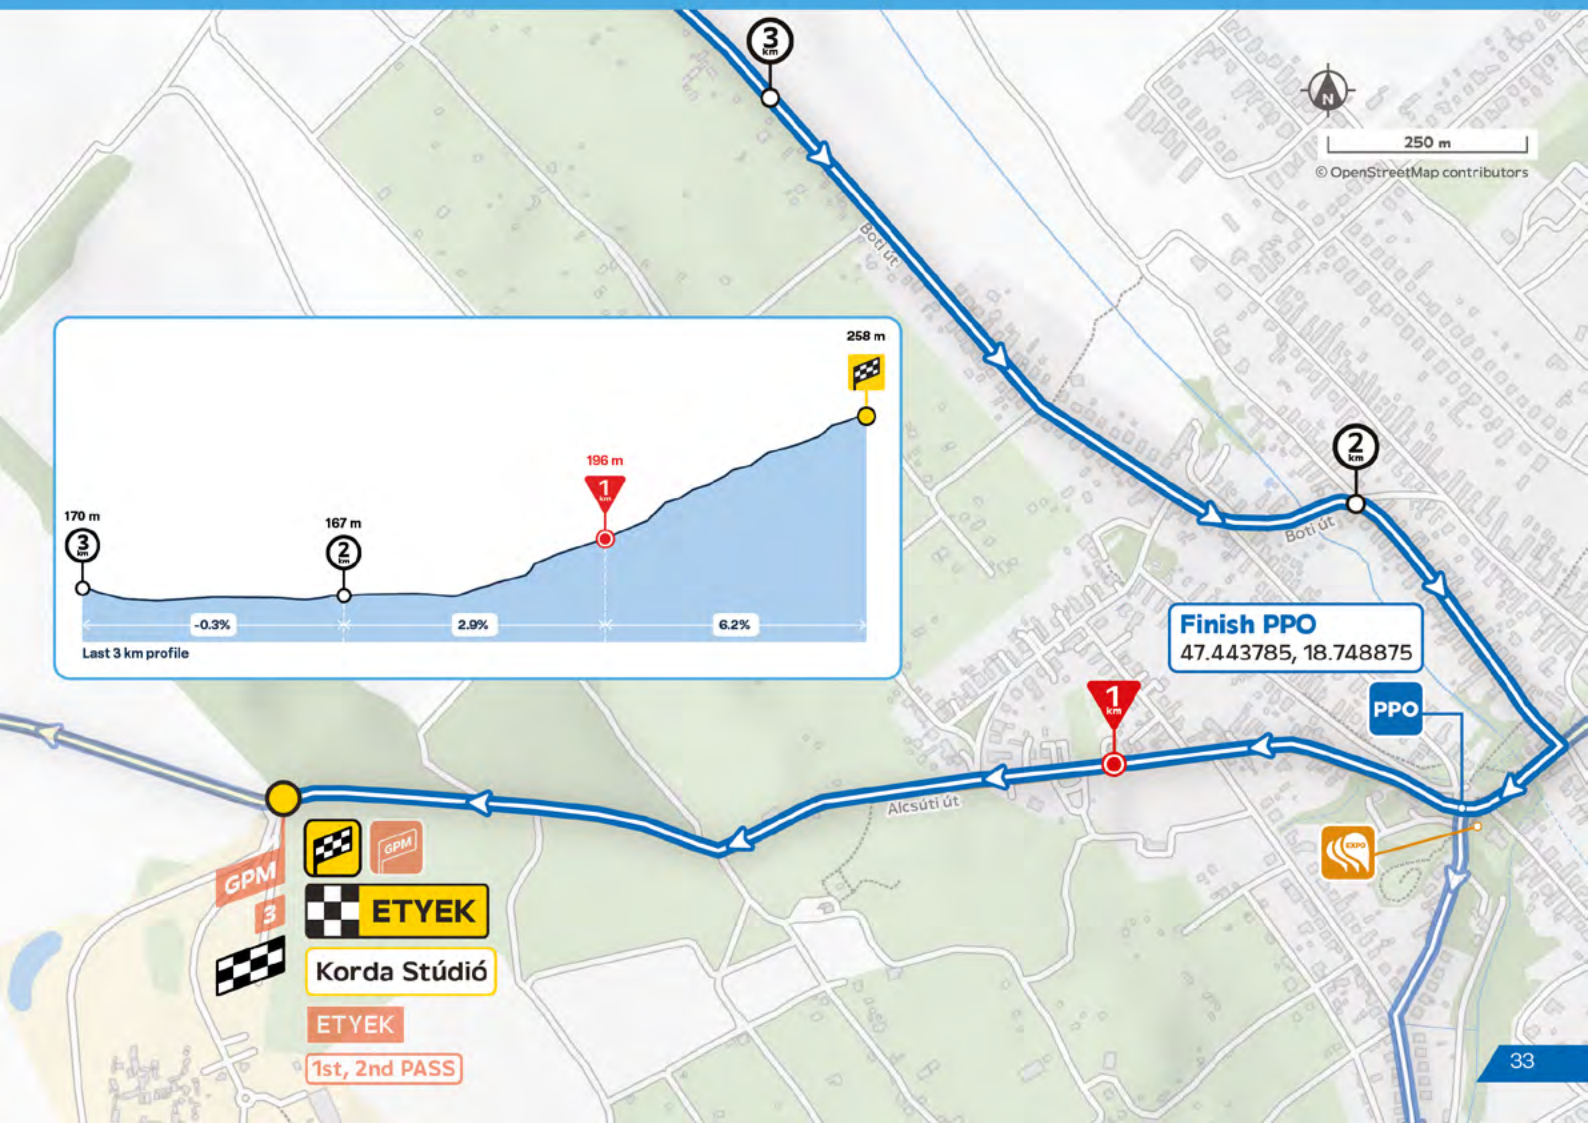 3
km
N
250 m
© OpenStreetMap contributors
Boti út
258 m
2
km
196 m
1
km
170 m
3
km
167 m
2
km
Boti út
-0.3%
2.9%
6.2%
Last 3 km profile
Finish PPO
47.443785, 18.748875
1
km
PPO
Alcsúti út
EXPO
GPM
GPM
3
ETYEK
Korda Stúdió
ETYEK
1st, 2nd PASS
33